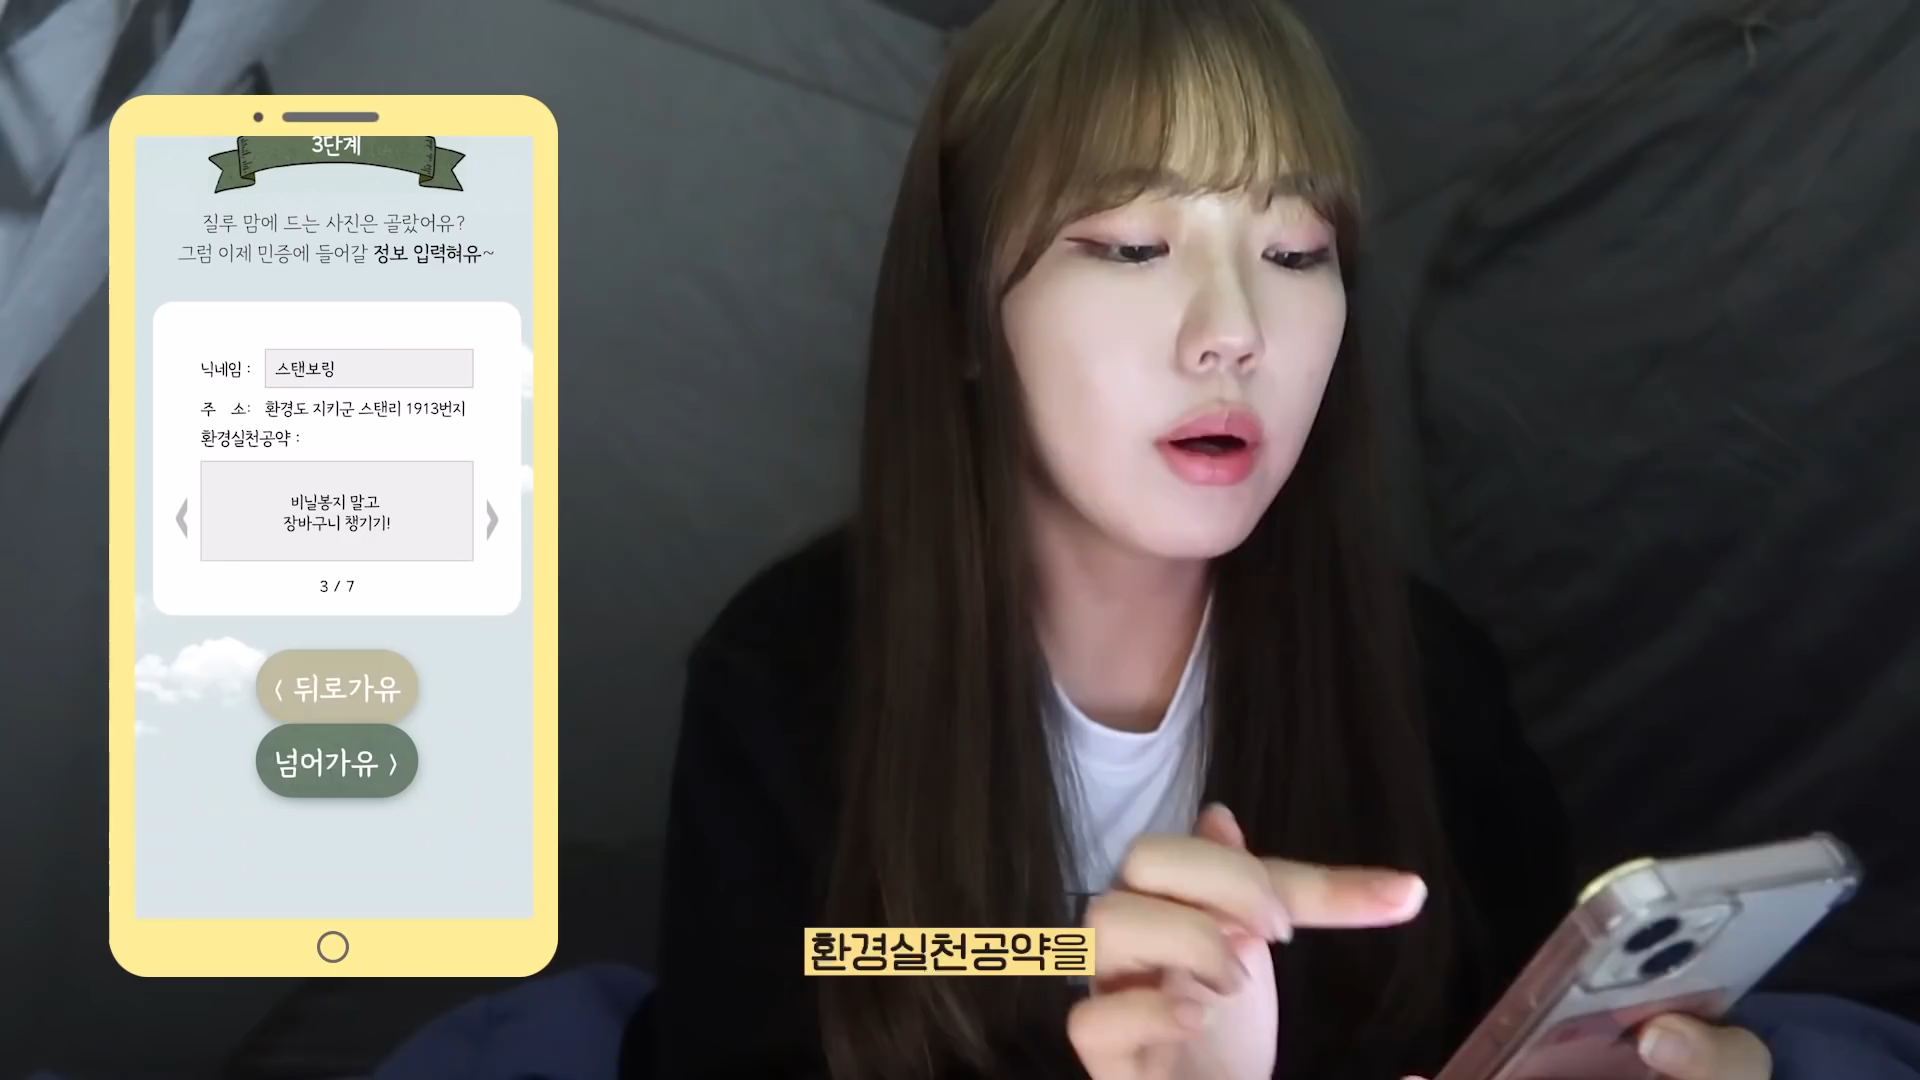 3단계
질루 맘에 드는 사진은 골랐어유?
그럼 이제 민증에 들어갈 정보 입력혀유~
닉네임 : 스탠보링
주 소: 환경도 지키군 스탠리 1913번지
환경실천공약 :
비닐봉지 말고
장바구니 챙기기!
3 / 7
〈 뒤로가유
넘어가유 〉
환경실천공약을